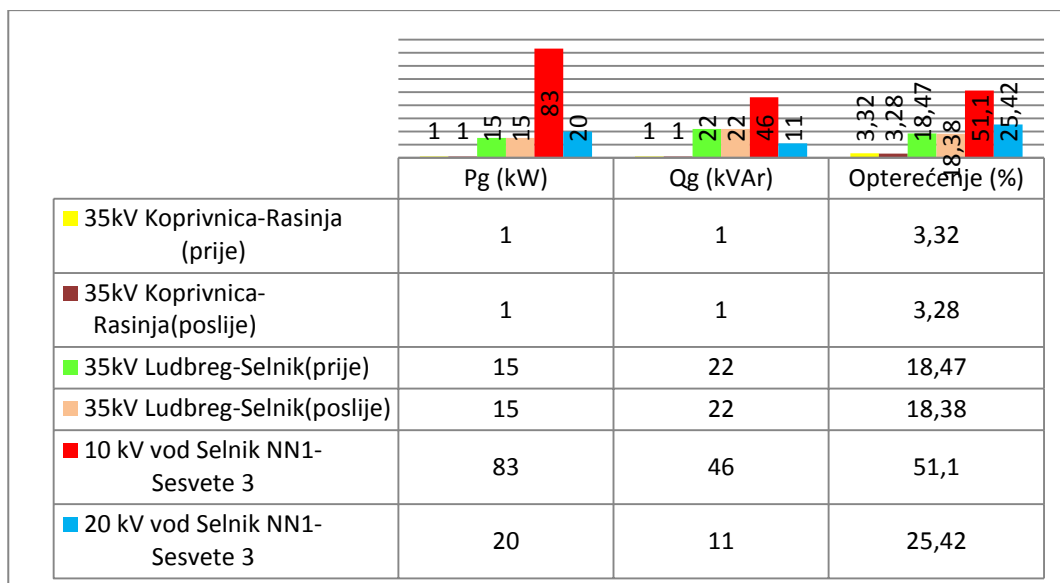 1 1 15 15 83 20
1 1 22 22 46 11
3,32 3,28 18,47 18,38 51,1 25,42
Pg (kW) Qg (kVAr) Opterećenje (%)
35kV Koprivnica-Rasinja
(prije)
1 1 3,32
35kV Koprivnica-
Rasinja(poslije)
1 1 3,28
35kV Ludbreg-Selnik(prije) 15 22 18,47
35kV Ludbreg-Selnik(poslije) 15 22 18,38
10 kV vod Selnik NN1-
Sesvete 3
83 46 51,1
20 kV vod Selnik NN1-
Sesvete 3
20 11 25,42